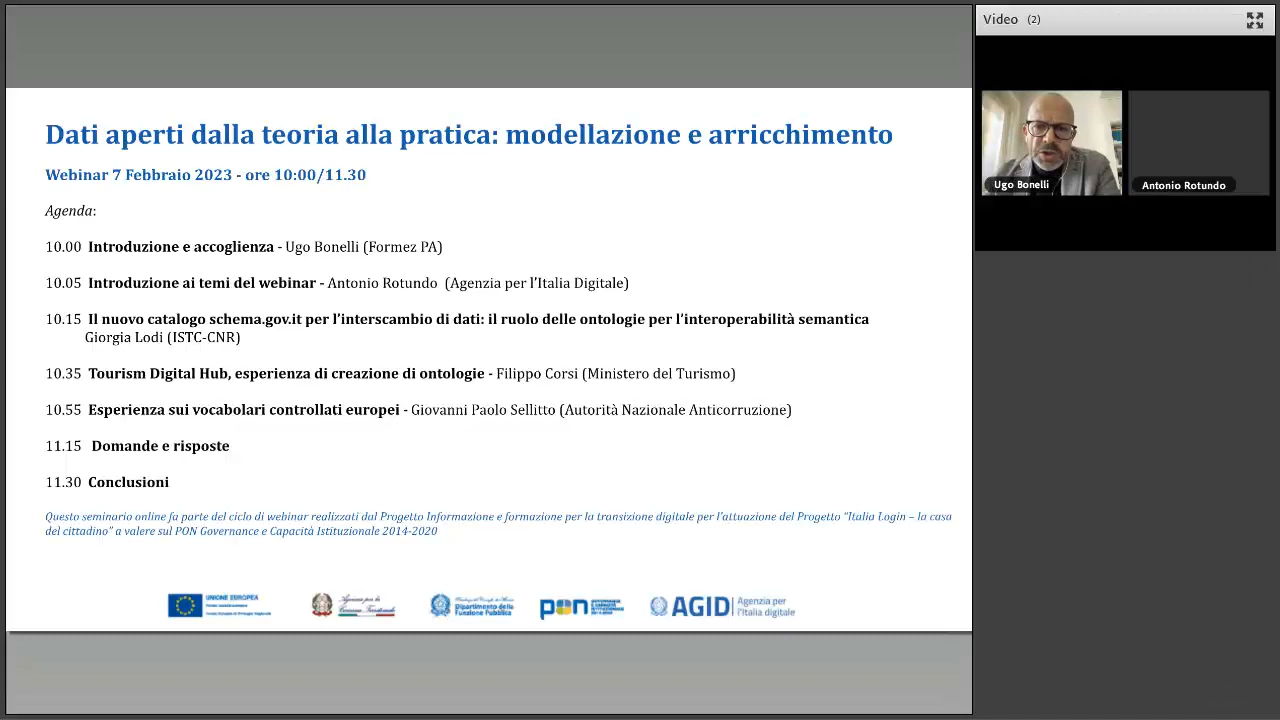 Video (2)
Dati aperti dalla teoria alla pratica: modellazione e arricchimento
Webinar 7 Febbraio 2023 - ore 10:00/11.30
Agenda:
10.00 Introduzione e accoglienza - Ugo Bonelli (Formez PA)
10.05 Introduzione ai temi del webinar - Antonio Rotundo (Agenzia per l'Italia Digitale)
10.15 Il nuovo catalogo schema.gov.it per l'interscambio di dati: il ruolo delle ontologie per l'interoperabilità semantica
Giorgia Lodi (ISTC-CNR)
10.35 Tourism Digital Hub, esperienza di creazione di ontologie - Filippo Corsi (Ministero del Turismo)
10.55 Esperienza sui vocabolari controllati europei - Giovanni Paolo Sellitto (Autorità Nazionale Anticorruzione)
11.15 Domande e risposte
11.30 Conclusioni
Questo seminario online fa parte del ciclo di webinar realizzati dal Progetto Informazione e formazione per la transizione digitale per l'attuazione del Progetto "Italia Login – la casa
del cittadino" a valere sul PON Governance e Capacità Istituzionale 2014-2020
UNIONE EUROPEA
Agenzia per la
Coesione Territoriale
Dipartimento della
Funzione Pubblica
pon
AGID Agenzia per
l'Italia digitale
Ugo Bonelli
Antonio Rotundo